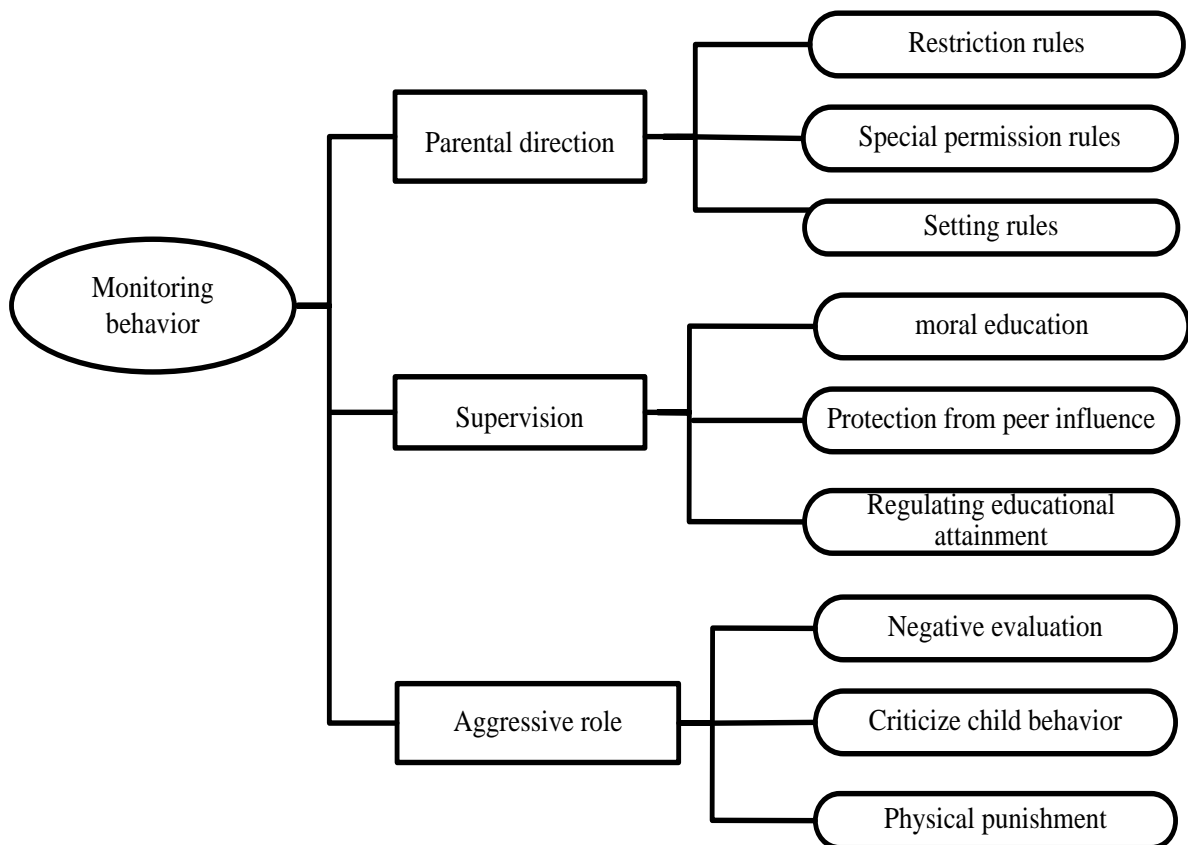 Restriction rules
Parental direction
Special permission rules
Setting rules
Monitoring
behavior
moral education
Supervision
Protection from peer influence
Regulating educational
attainment
Negative evaluation
Aggressive role
Criticize child behavior
Physical punishment